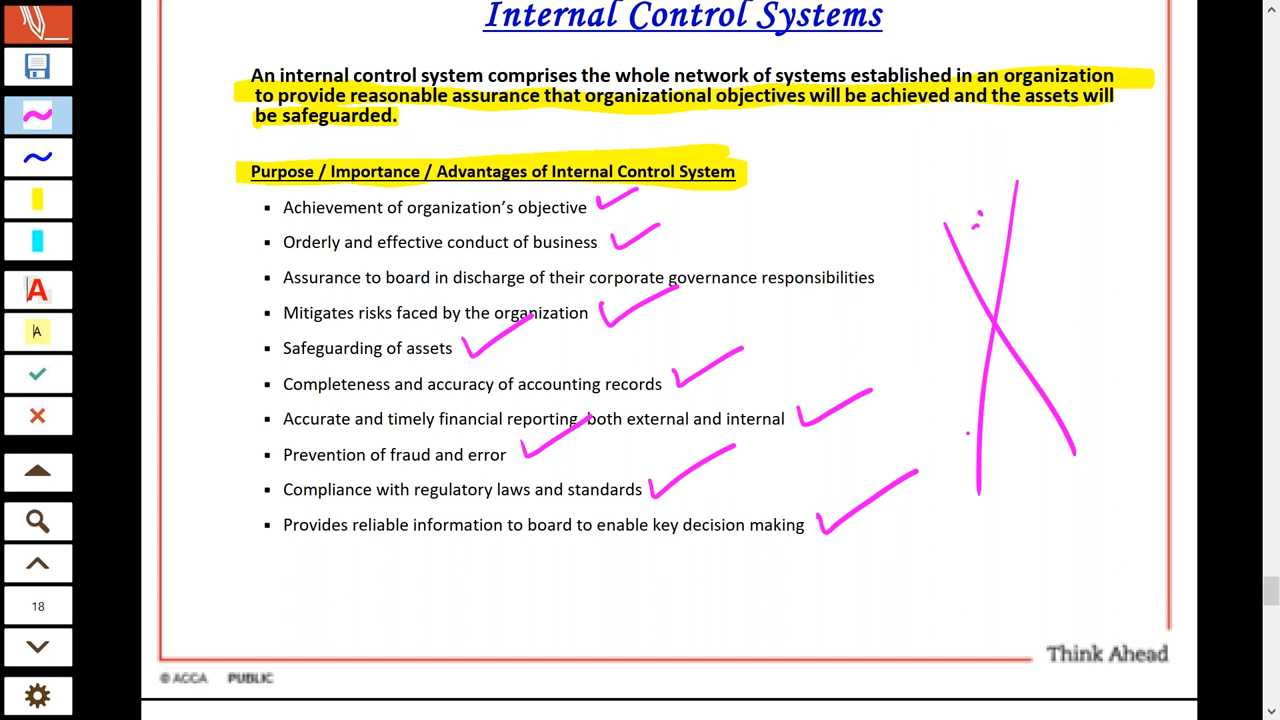 Internal Control Systems
An internal control system comprises the whole network of systems established in an organization
to provide reasonable assurance that organizational objectives will be achieved and the assets will
be safeguarded.
Purpose / Importance / Advantages of Internal Control System
▪ Achievement of organization’s objective
▪ Orderly and effective conduct of business
▪ Assurance to board in discharge of their corporate governance responsibilities
▪ Mitigates risks faced by the organization
▪ Safeguarding of assets
▪ Completeness and accuracy of accounting records
▪ Accurate and timely financial reporting, both external and internal
▪ Prevention of fraud and error
▪ Compliance with regulatory laws and standards
▪ Provides reliable information to board to enable key decision making
A
A
18
Think Ahead
© ACCA PUBLIC